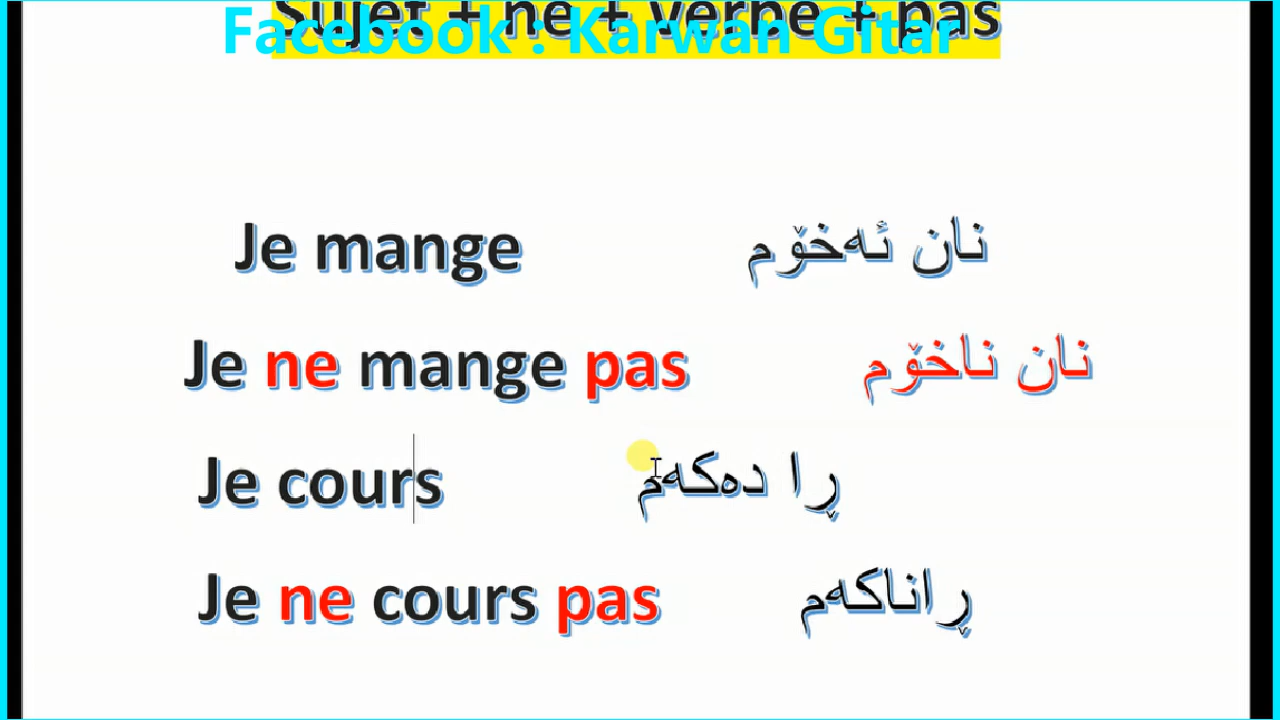 Sujet + ne + verbe + pas
Facebook : Karwan Gitar
Je mange نان ئەخۆم
Je ne mange pas نان ناخۆم
Je cours ڕا دەکەم
Je ne cours pas ڕاناکەم